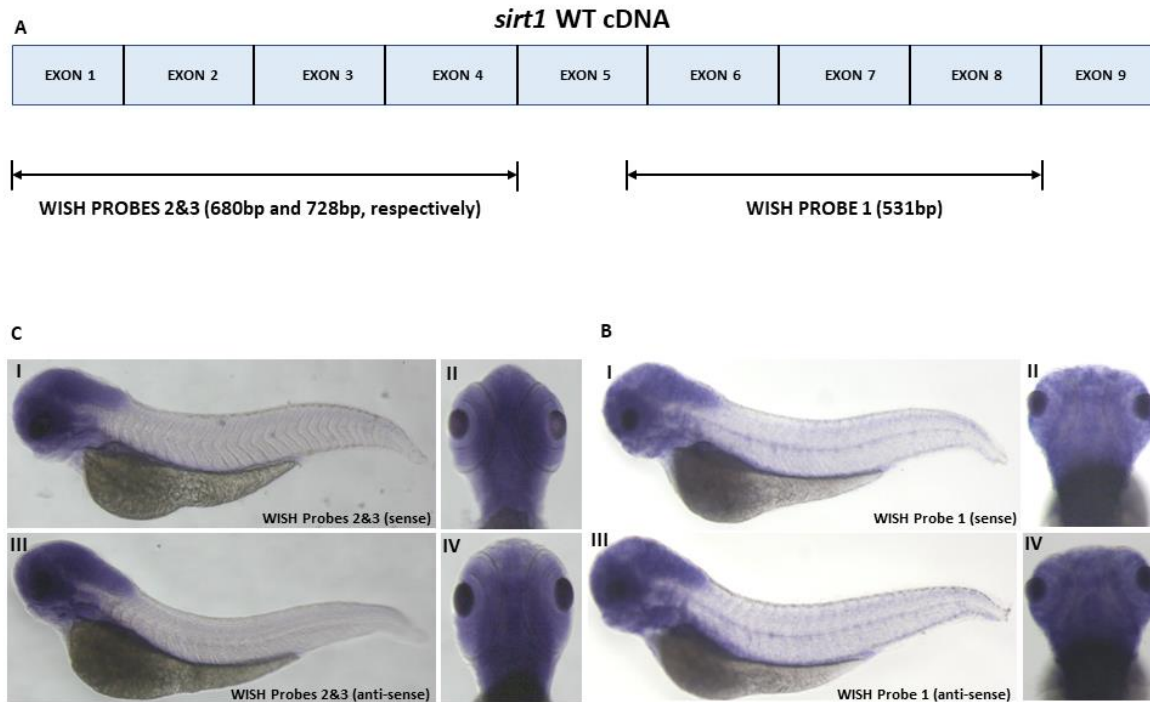 sirt1 WT cDNA
A
EXON 1 EXON 2 EXON 3 EXON 4 EXON 5 EXON 6 EXON 7 EXON 8 EXON 9
WISH PROBES 2&3 (680bp and 728bp, respectively)
WISH PROBE 1 (531bp)
C
I
II
WISH Probes 2&3 (sense)
III
IV
WISH Probes 2&3 (anti-sense)
B
I
II
WISH Probe 1 (sense)
III
IV
WISH Probe 1 (anti-sense)